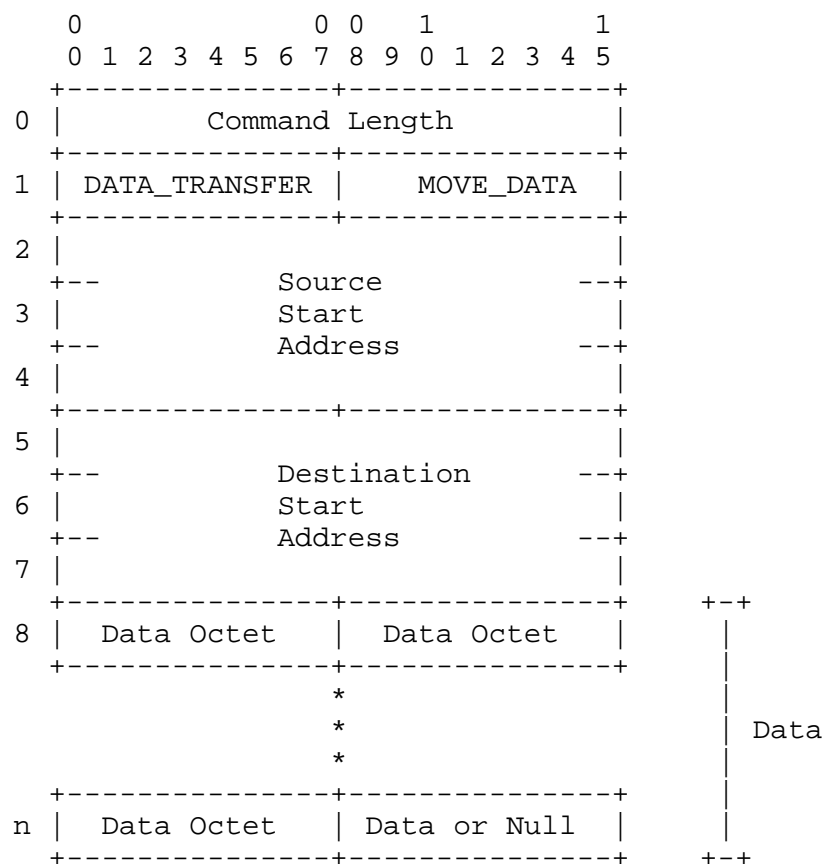 0                     0 0     1             1
0 1 2 3 4 5 6 7 8 9 0 1 2 3 4 5
+---------------+---------------+
0 |        Command Length         |
+---------------+---------------+
1 | DATA_TRANSFER |    MOVE_DATA  |
+---------------+---------------+
2 |                               |
+--          Source           --+
3 |            Start              |
+--          Address          --+
4 |                               |
+---------------+---------------+
5 |                               |
+--          Destination      --+
6 |            Start              |
+--          Address          --+
7 |                               |
+---------------+---------------+     +-+
8 |  Data Octet   |  Data Octet   |      |
+---------------+---------------+      |
*                      |
*                      | Data
*                      |
+---------------+---------------+      |
n |  Data Octet   | Data or Null  |      |
+---------------+---------------+     +-+